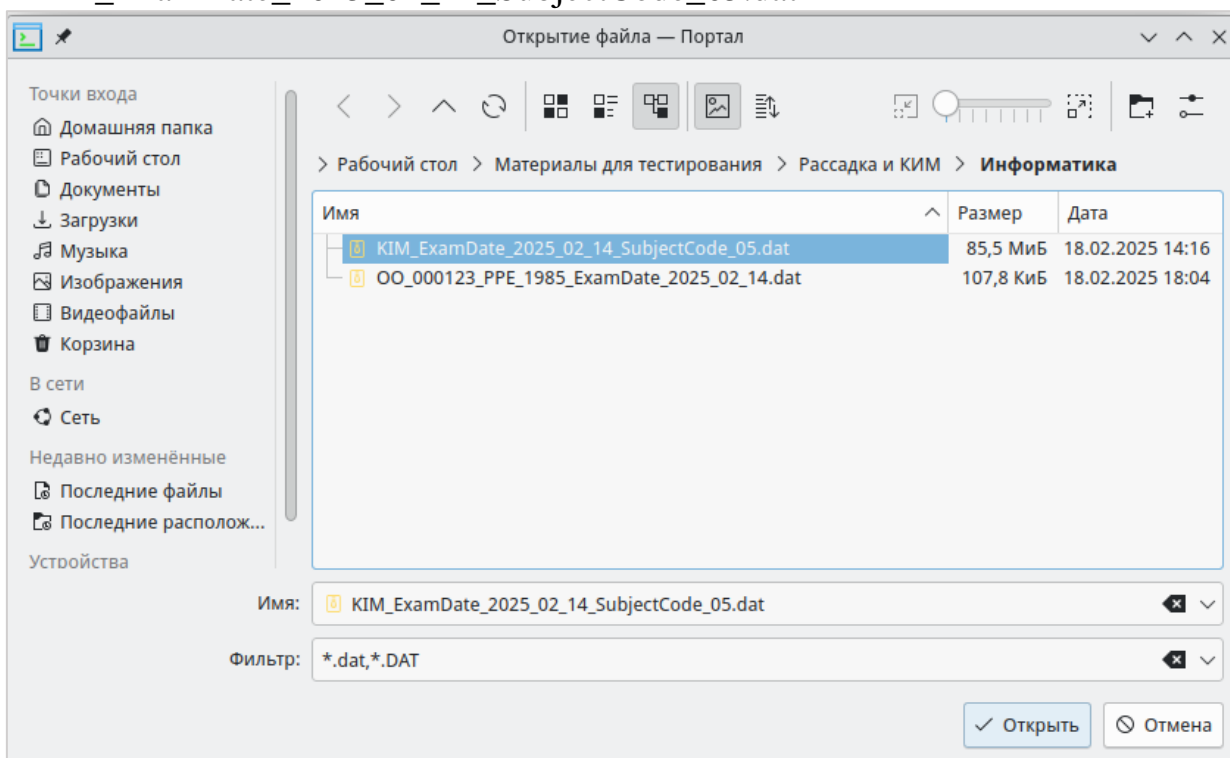 Открытие файла — Портал
Точки входа
Домашняя папка
Рабочий стол
Документы
Загрузки
Музыка
Изображения
Видеофайлы
Корзина
В сети
Сеть
Недавно изменённые
Последние файлы
Последние располож...
Устройства
> Рабочий стол > Материалы для тестирования > Рассадка и КИМ > Информатика
Имя Размер Дата
KIM_ExamDate_2025_02_14_SubjectCode_05.dat 85,5 МиБ 18.02.2025 14:16
OO_000123_PPE_1985_ExamDate_2025_02_14.dat 107,8 КиБ 18.02.2025 18:04
Имя: KIM_ExamDate_2025_02_14_SubjectCode_05.dat
Фильтр: *.dat,*.DAT
Открыть Отмена